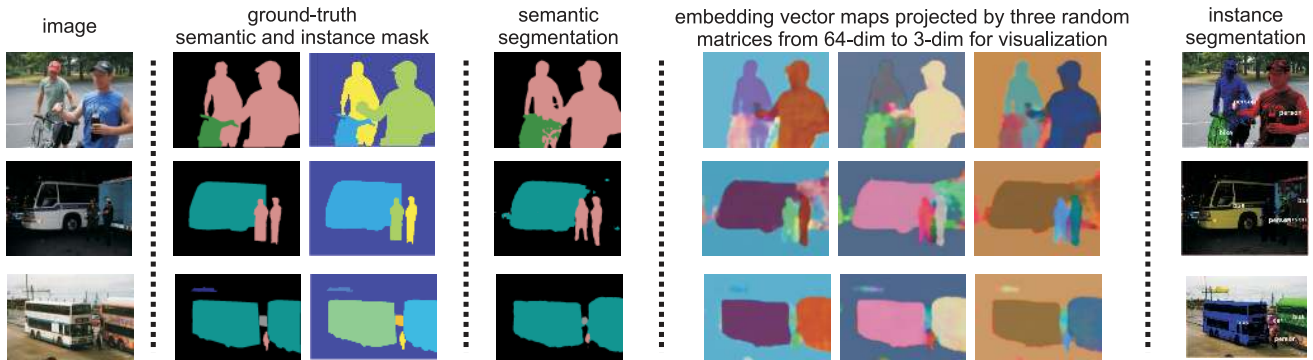 image
ground-truth
semantic and instance mask
semantic
segmentation
embedding vector maps projected by three random
matrices from 64-dim to 3-dim for visualization
instance
segmentation
person
person
bike
bus
person
bus
person